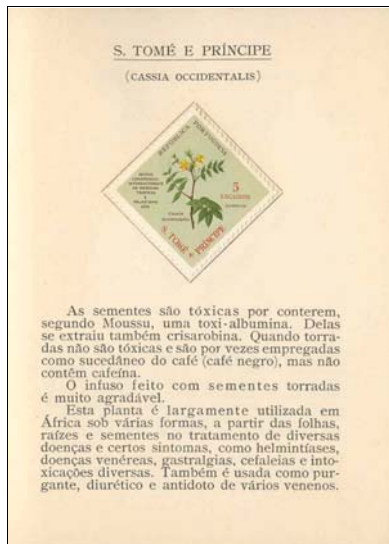 S. TOMÉ E PRÍNCIPE
(CASSIA OCCIDENTALIS)
REPÚBLICA PORTUGUESA
5
ESCUDOS
S. TOMÉ e PRÍNCIPE
As sementes são tóxicas por conterem,
segundo Moussu, uma toxi-albumina. Delas
se extraiu também crisarobina. Quando torra-
das não são tóxicas e são por vezes empregadas
como sucedâneo do café (café negro), mas não
contêm cafeína.
O infuso feito com sementes torradas
é muito agradável.
Esta planta é largamente utilizada em
África sob várias formas, a partir das folhas,
raízes e sementes no tratamento de diversas
doenças e certos sintomas, como helmintíases,
doenças venéreas, gastralgias, cefaleias e into-
xicações diversas. Também é usada como pur-
gante, diurético e antidoto de vários venenos.